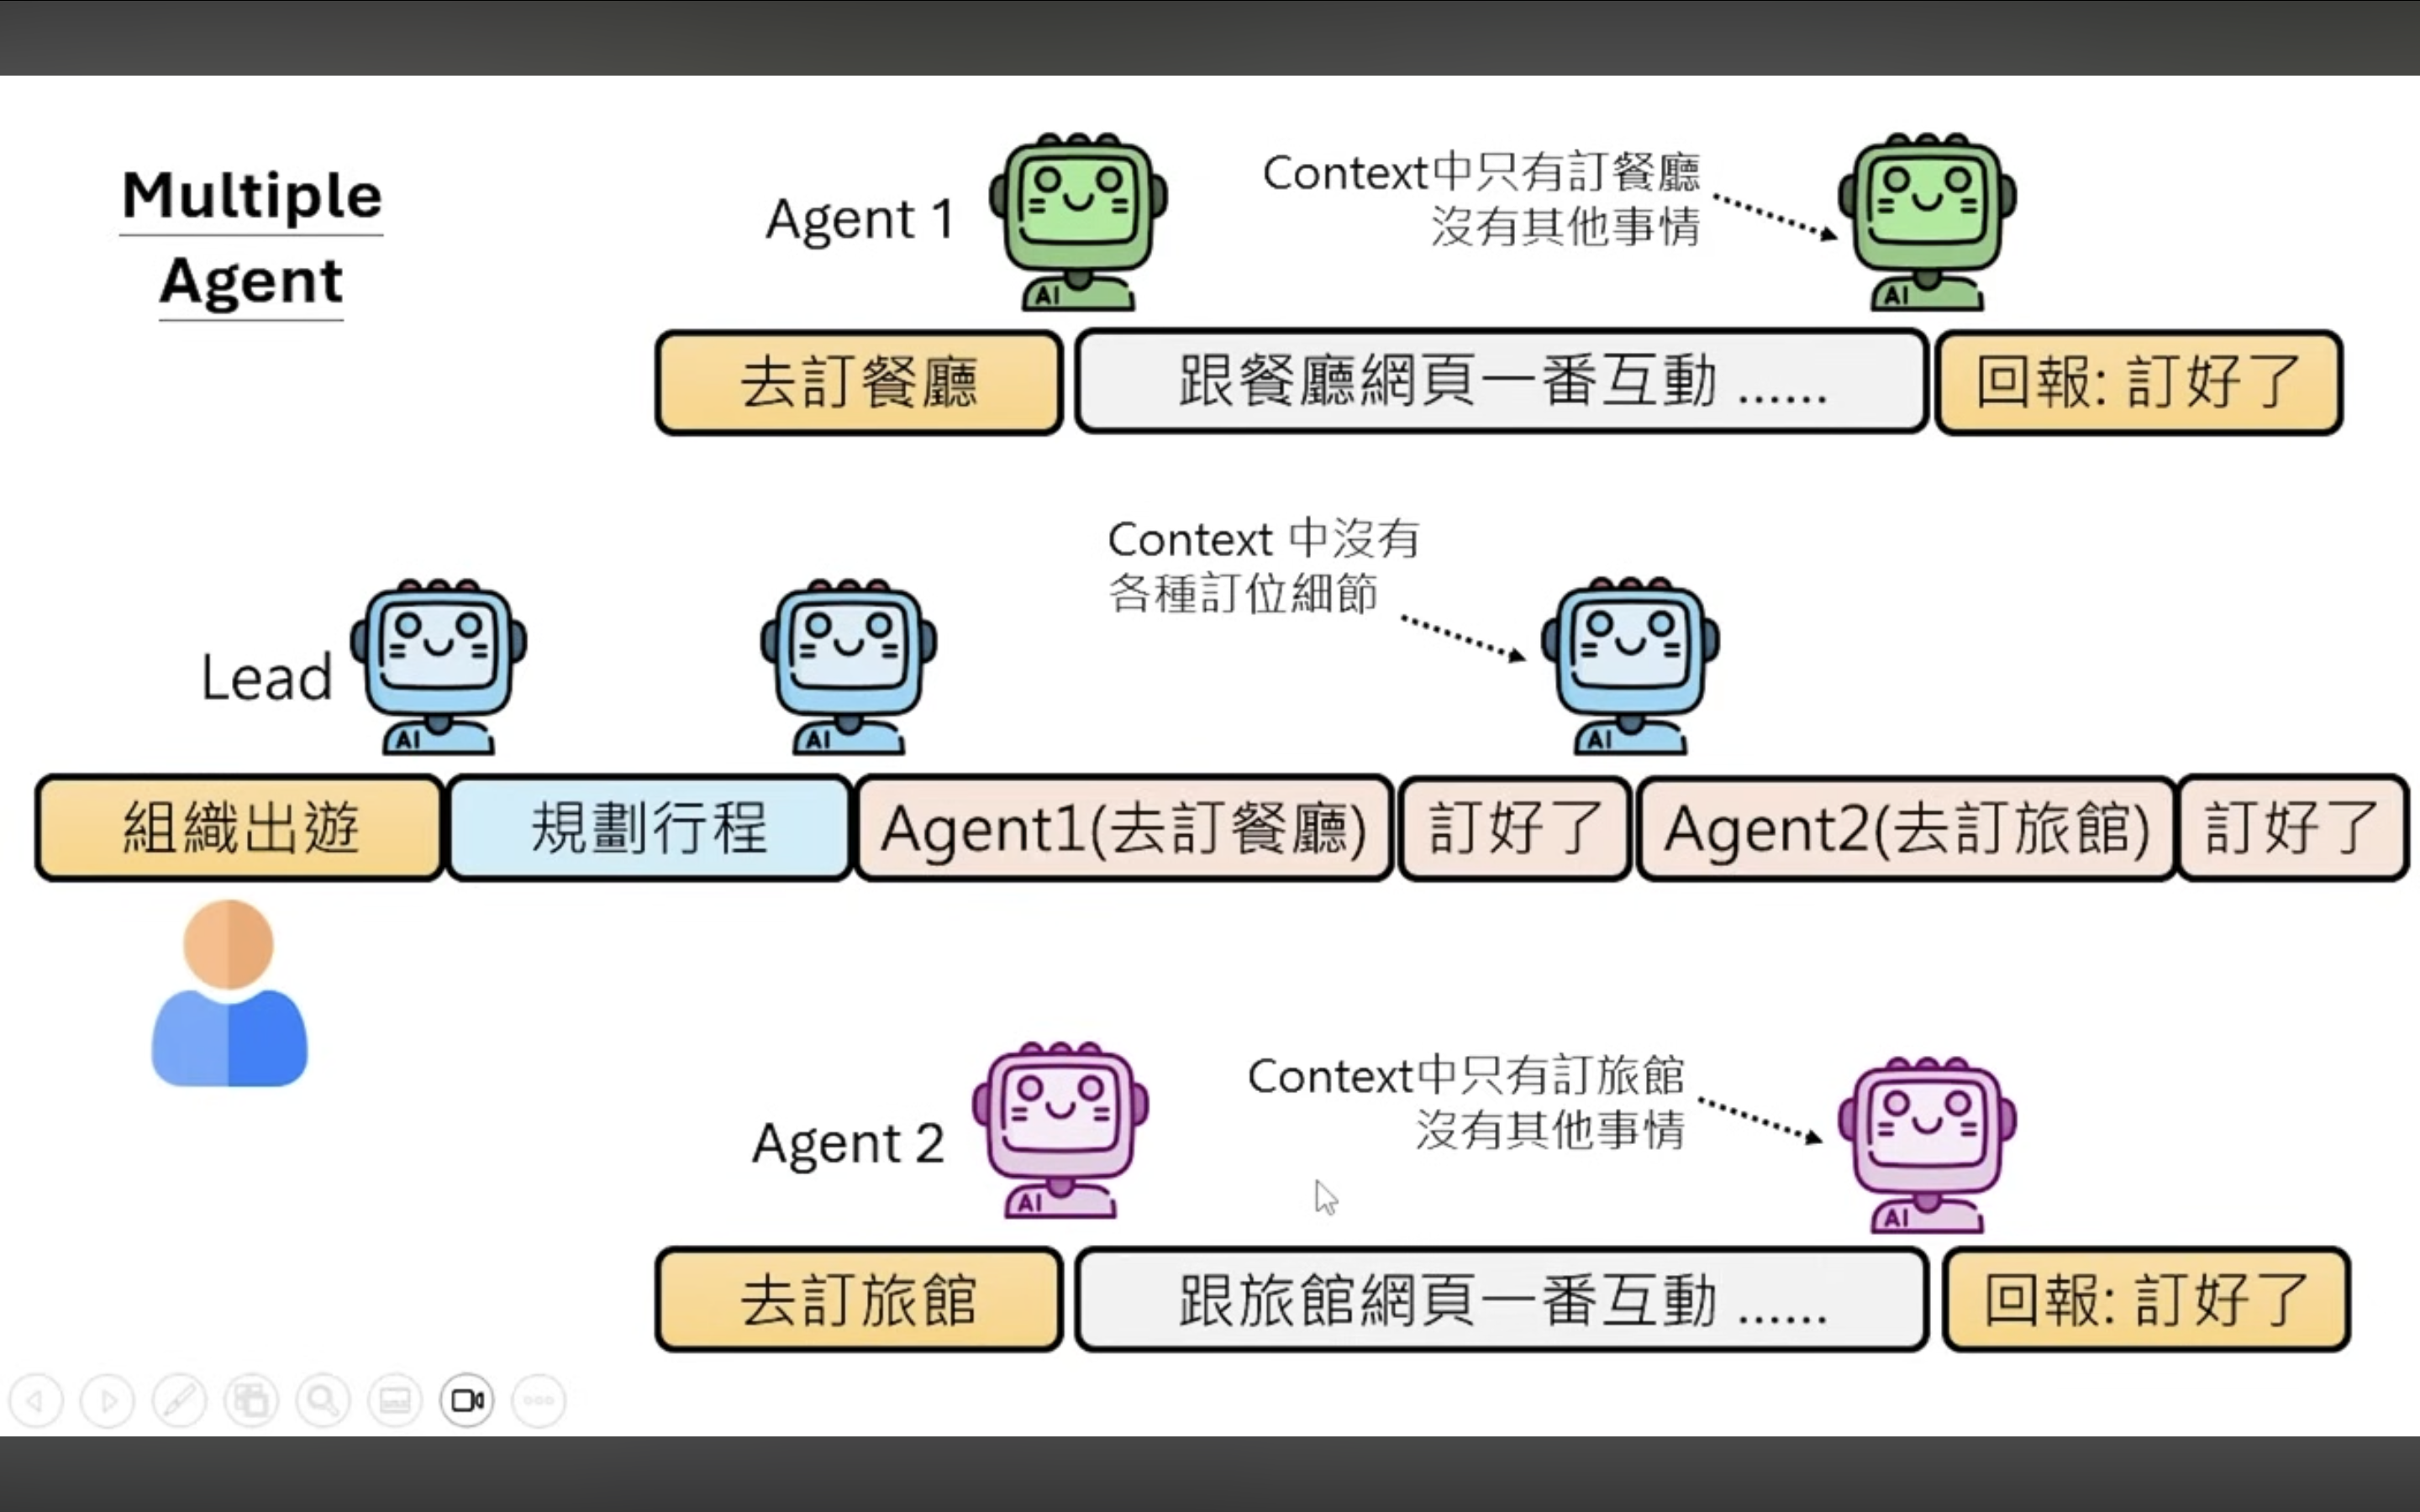 Multiple
Agent
Agent 1
Context中只有訂餐廳
沒有其他事情
AI
AI
去訂餐廳
跟餐廳網頁一番互動 ......
回報: 訂好了
Context 中沒有
各種訂位細節
Lead
AI
AI
AI
組織出遊
規劃行程
Agent1(去訂餐廳)
訂好了
Agent2(去訂旅館)
訂好了
Agent 2
Context中只有訂旅館
沒有其他事情
AI
AI
去訂旅館
跟旅館網頁一番互動 ......
回報: 訂好了